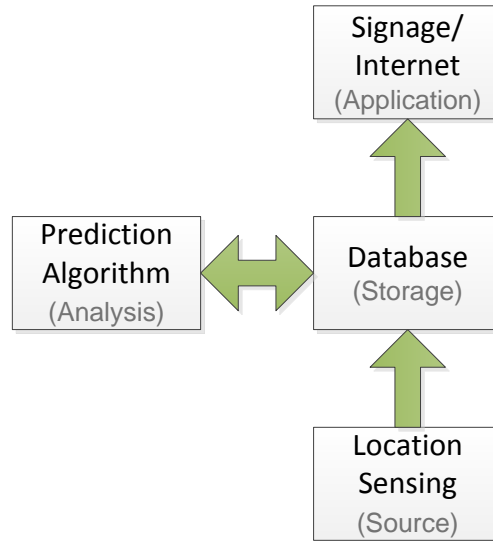 Signage/
Internet
(Application)
Prediction
Algorithm
(Analysis)
Database
(Storage)
Location
Sensing
(Source)